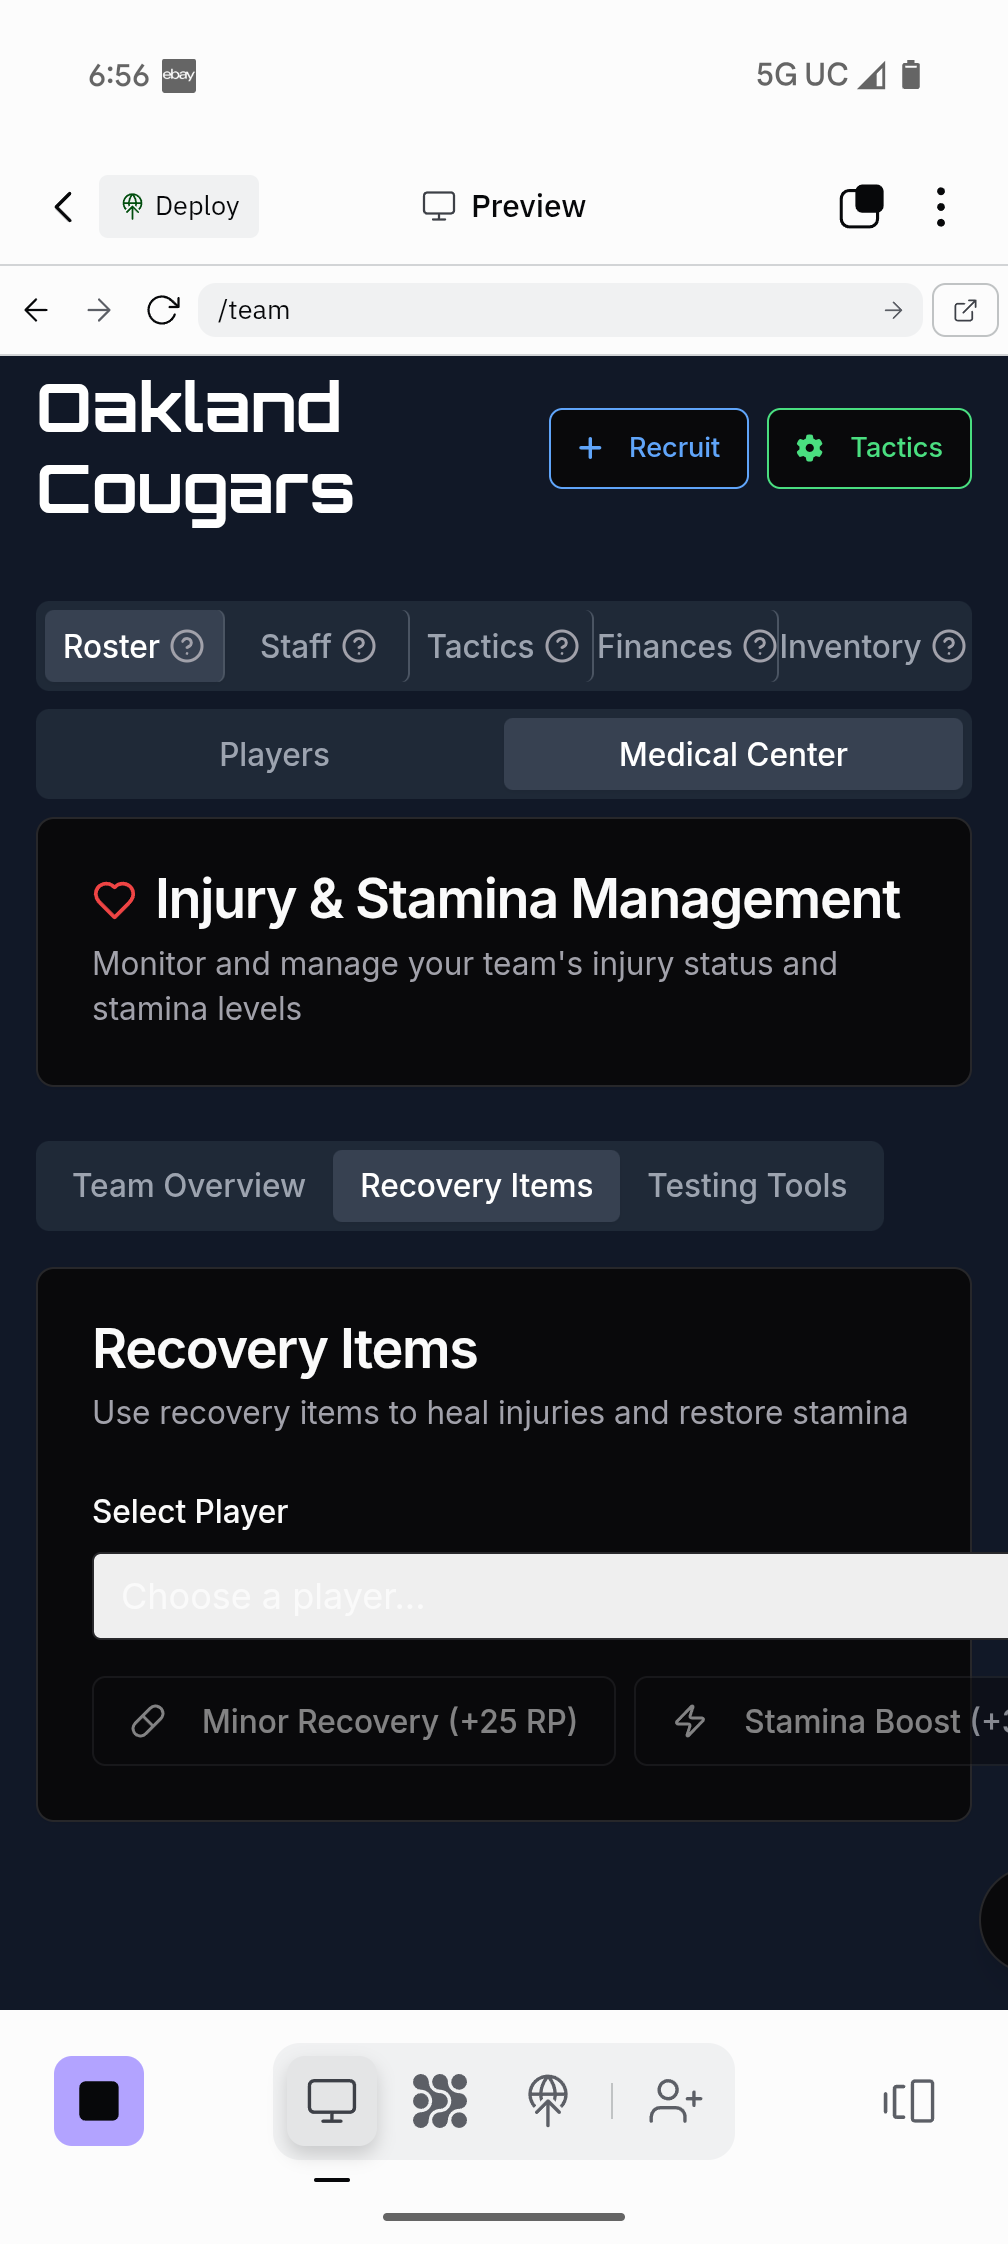 6:56 ebay 5G UC
Deploy Preview
/team
Oakland
Cougars
Recruit Tactics
Roster Staff Tactics Finances Inventory
Players Medical Center
Injury & Stamina Management
Monitor and manage your team's injury status and
stamina levels
Team Overview Recovery Items Testing Tools
Recovery Items
Use recovery items to heal injuries and restore stamina
Select Player
Choose a player...
Minor Recovery (+25 RP) Stamina Boost (+3